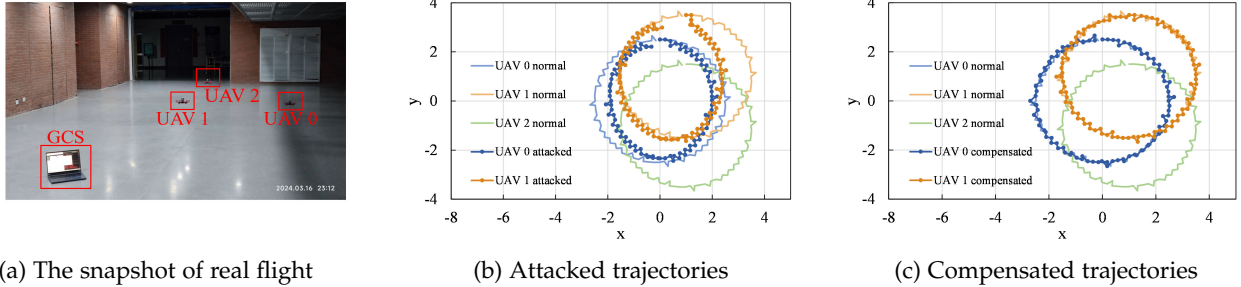 UAV 2
UAV 1
UAV 0
GCS
2024.03.16 23:12
4
2
0
-2
-4
y
UAV 0 normal
UAV 1 normal
UAV 2 normal
UAV 0 attacked
UAV 1 attacked
-8 -6 -4 -2 0 2 4
x
4
2
0
-2
-4
y
UAV 0 normal
UAV 1 normal
UAV 2 normal
UAV 0 compensated
UAV 1 compensated
-8 -6 -4 -2 0 2 4
x
(a) The snapshot of real flight
(b) Attacked trajectories
(c) Compensated trajectories